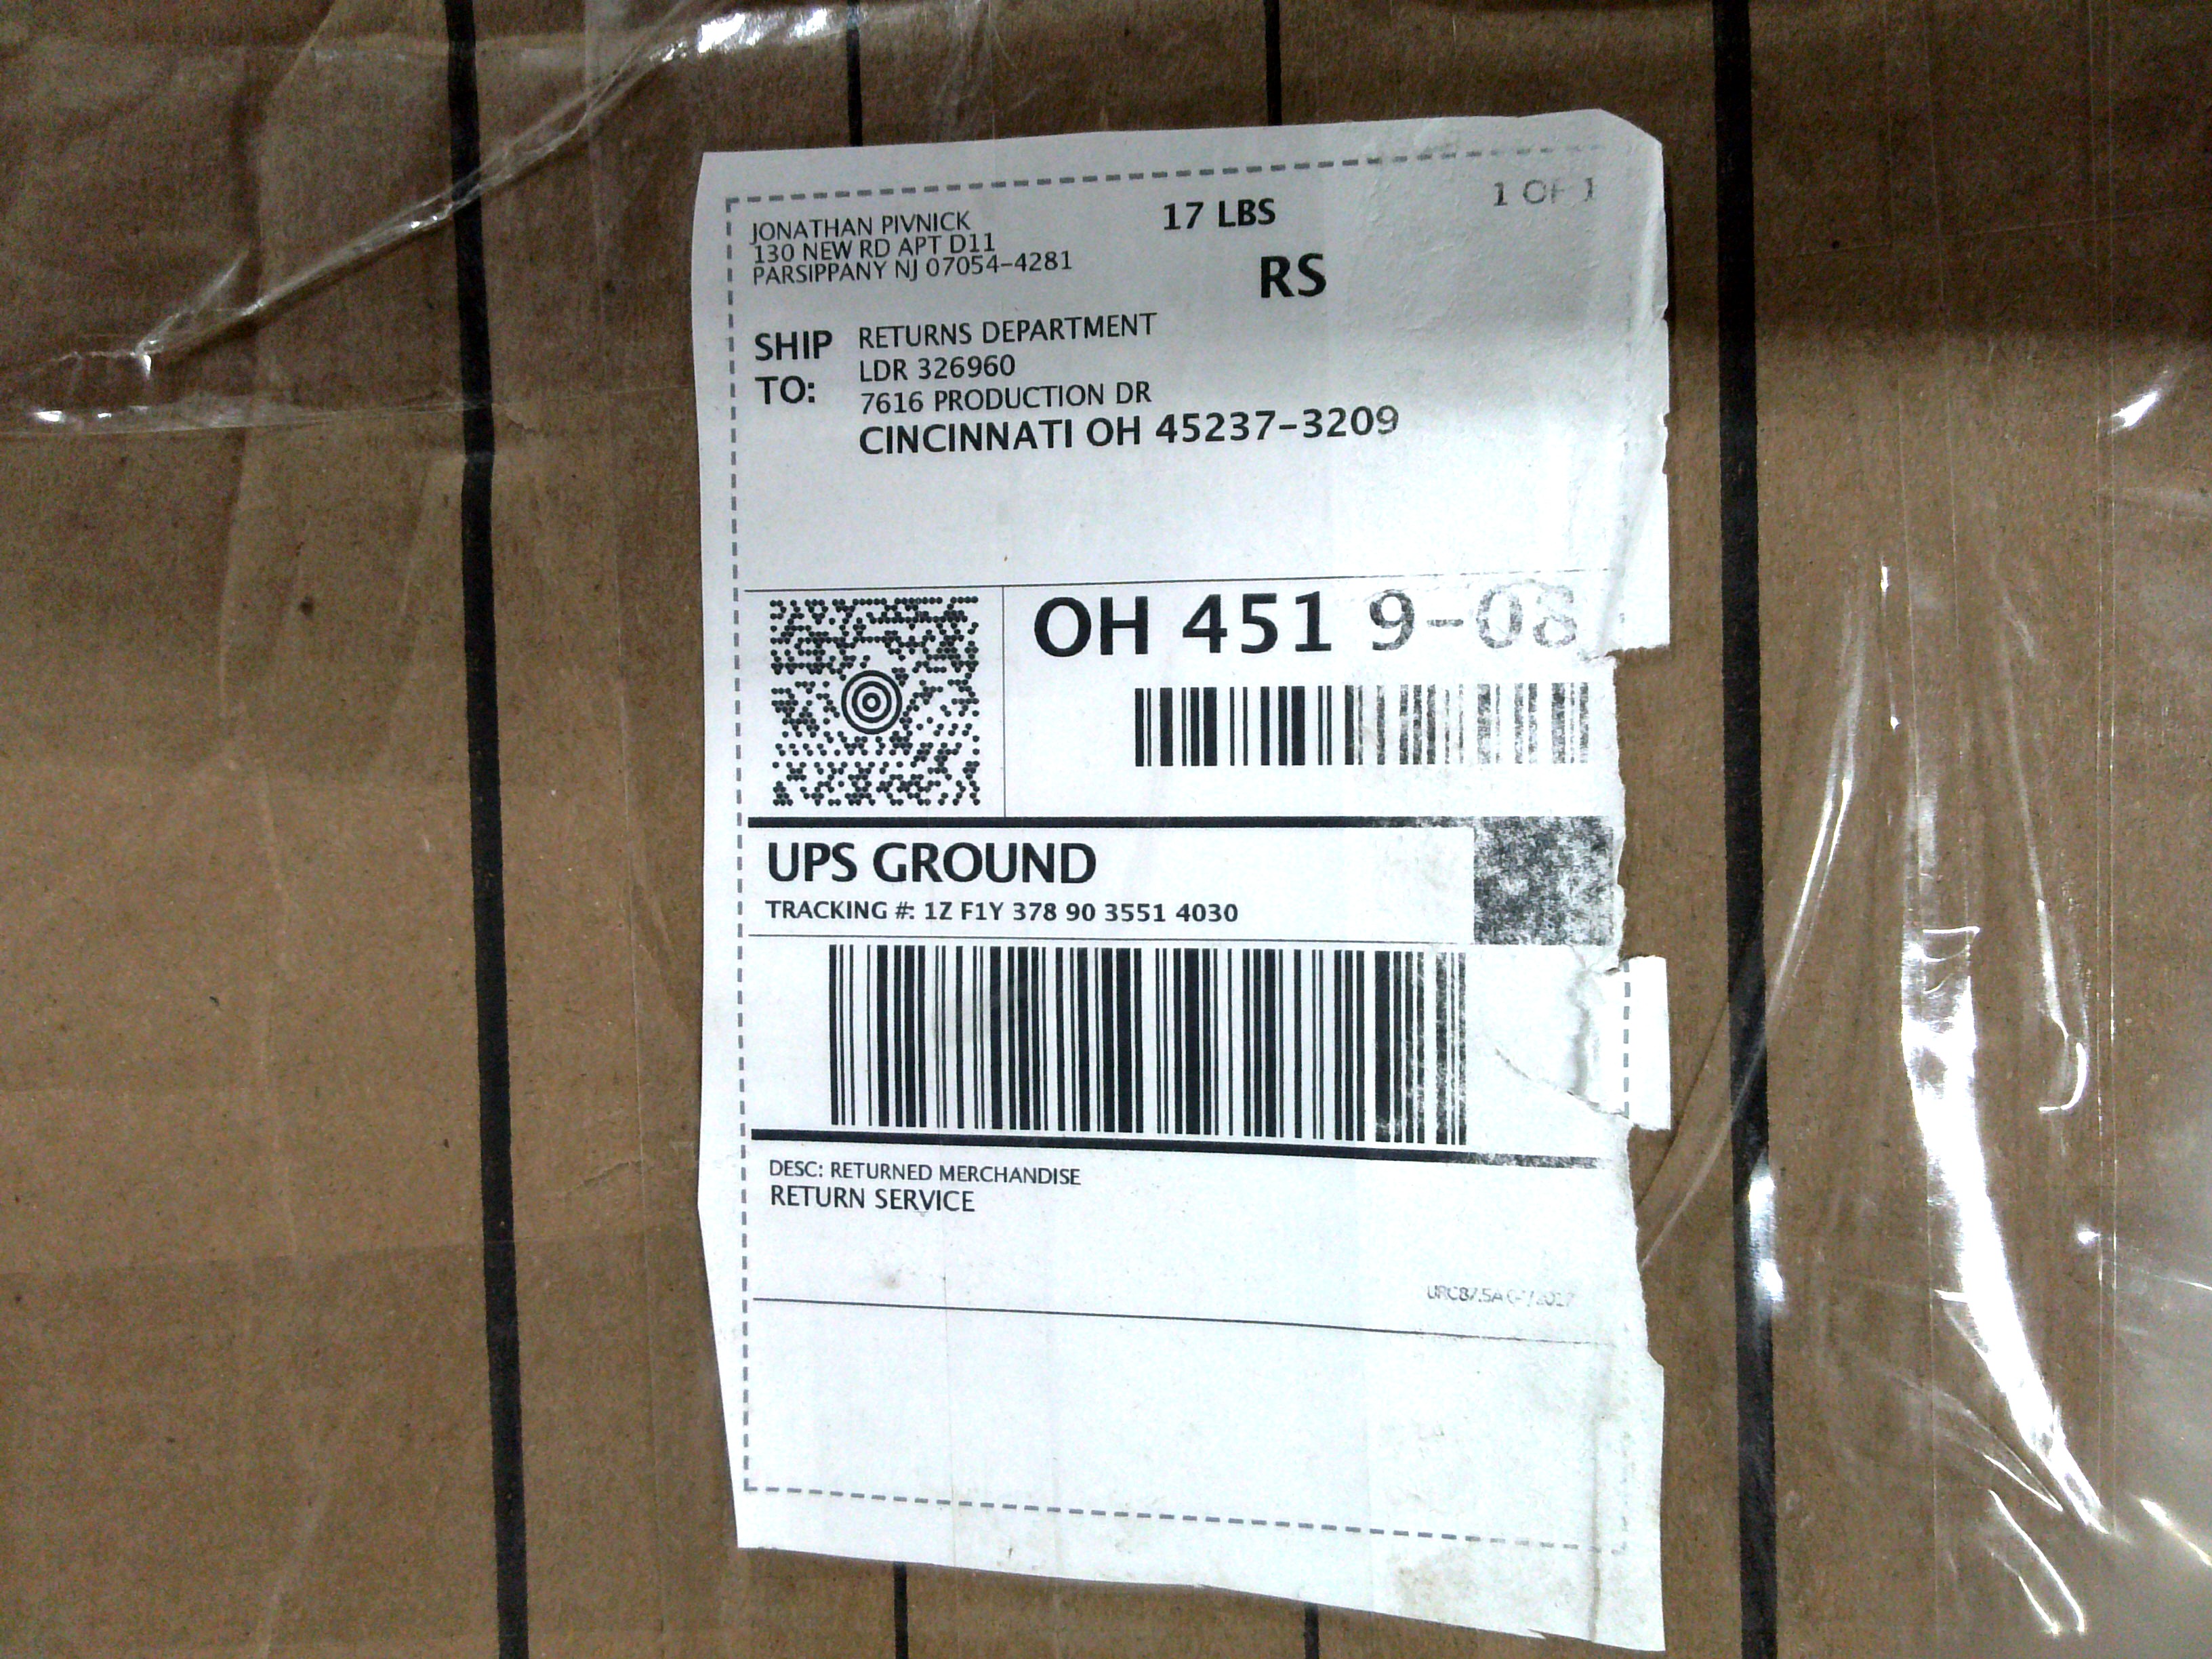 JONATHAN PIVNICK
130 NEW RD APT D11
PARSIPPANY NJ 07054-4281
17 LBS
1 OF 1
RS
SHIP TO:
RETURNS DEPARTMENT
LDR 326960
7616 PRODUCTION DR
CINCINNATI OH 45237-3209
OH 451 9-08
UPS GROUND
TRACKING #: 1Z F1Y 378 90 3551 4030
DESC: RETURNED MERCHANDISE
RETURN SERVICE